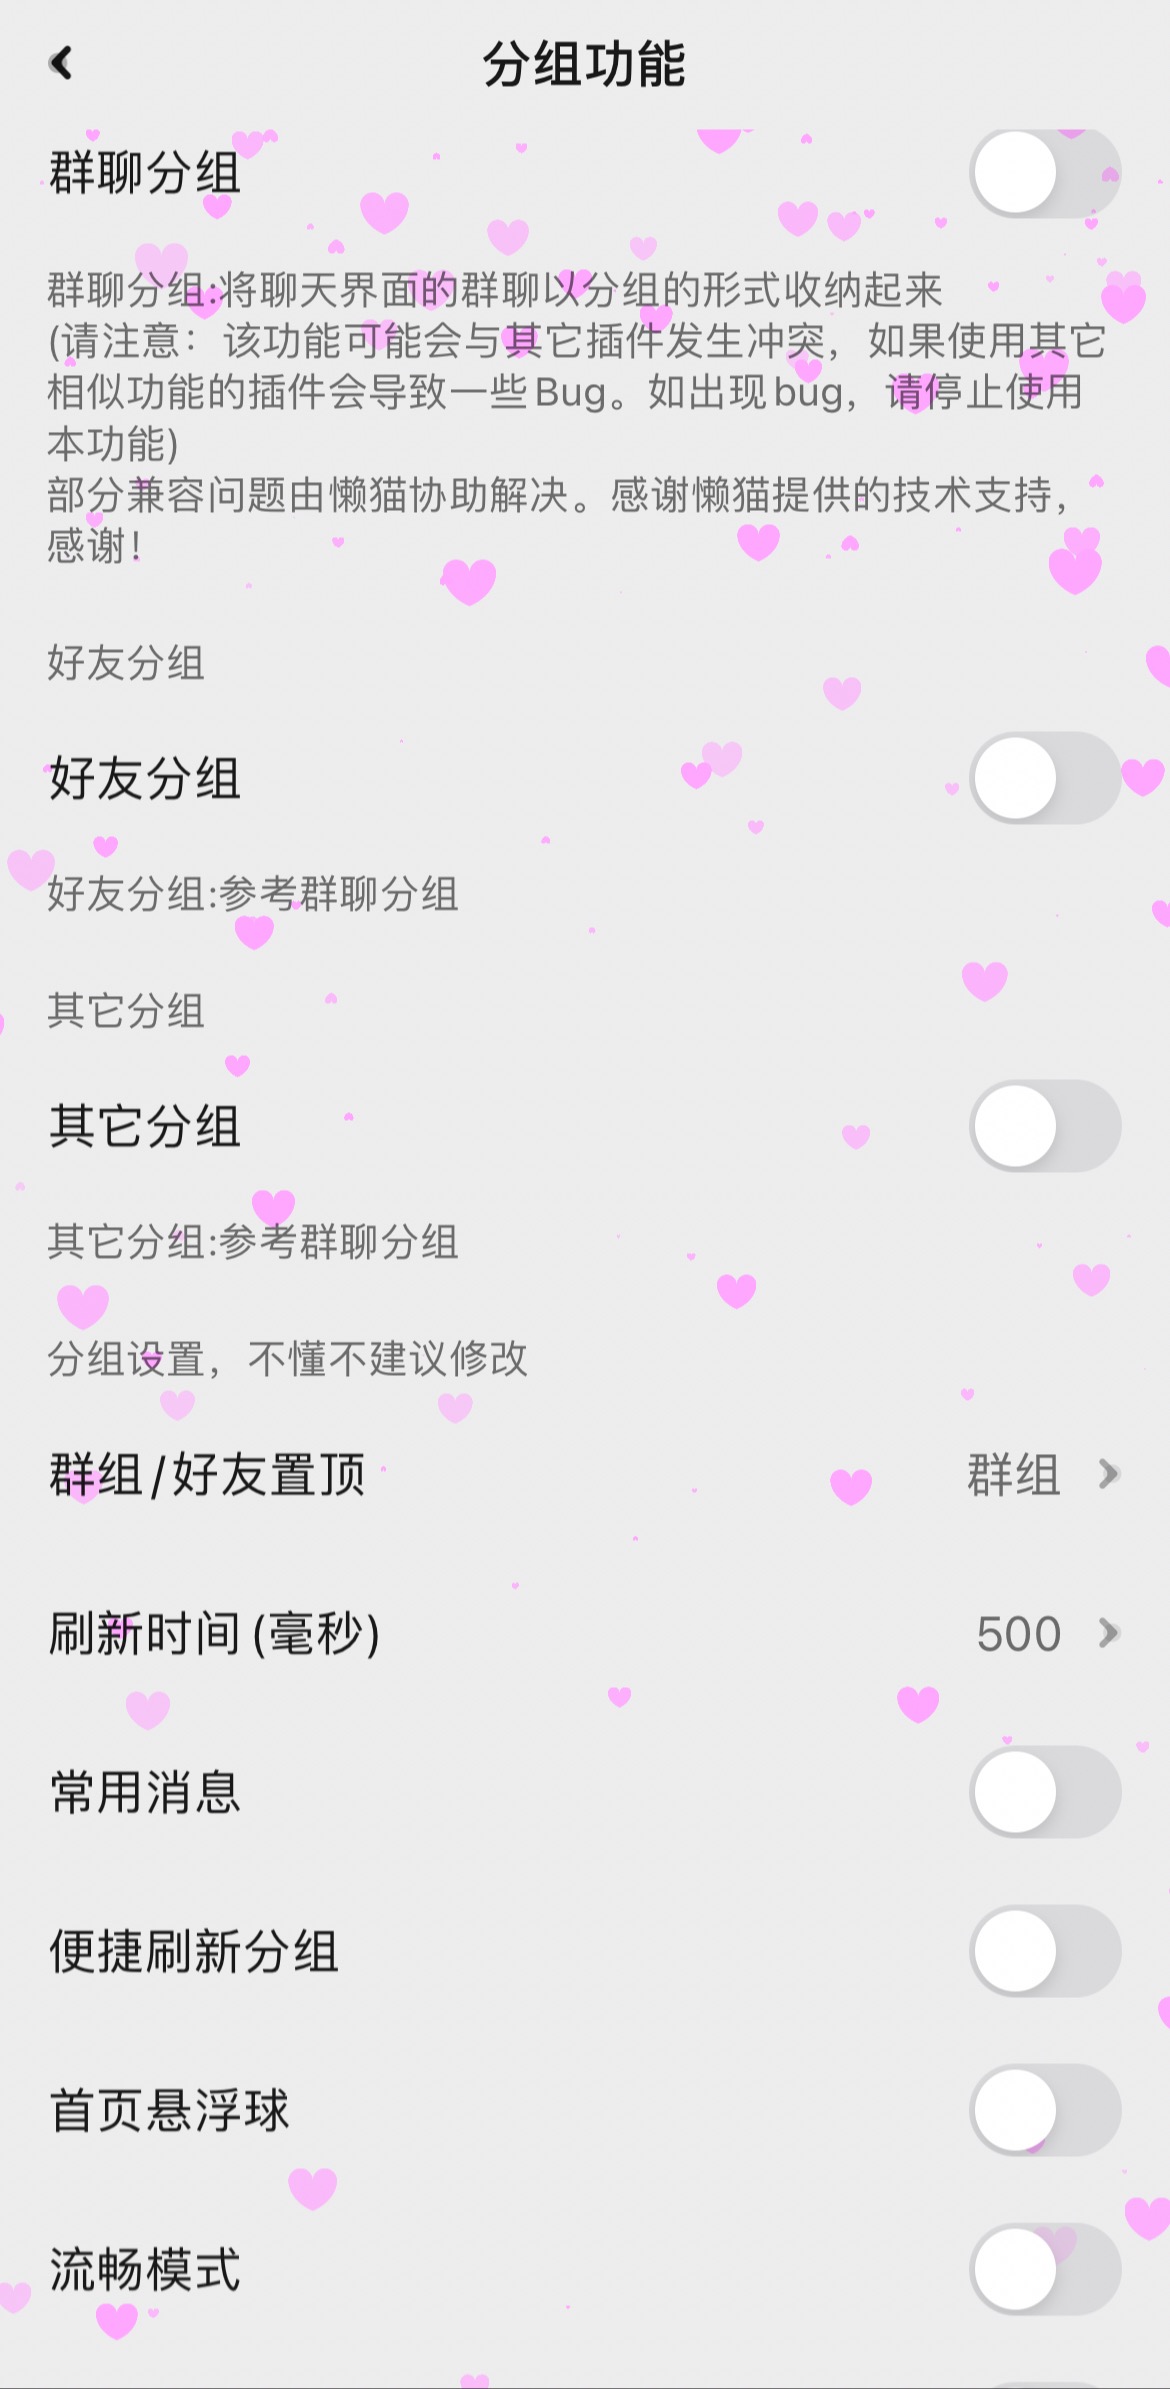 分组功能
群聊分组
群聊分组:将聊天界面的群聊以分组的形式收纳起来
(请注意：该功能可能会与其它插件发生冲突，如果使用其它
相似功能的插件会导致一些Bug。如出现bug，请停止使用
本功能)
部分兼容问题由懒猫协助解决。感谢懒猫提供的技术支持，
感谢！
好友分组
好友分组
好友分组:参考群聊分组
其它分组
其它分组
其它分组:参考群聊分组
分组设置，不懂不建议修改
群组/好友置顶 群组
刷新时间(毫秒) 500
常用消息
便捷刷新分组
首页悬浮球
流畅模式